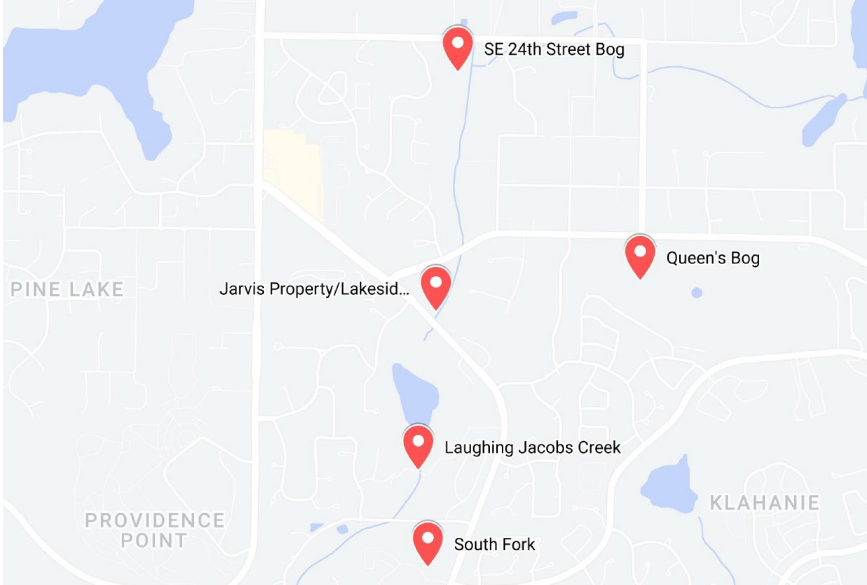 SE 24th Street Bog
Queen's Bog
Jarvis Property/Lakesid...
PINE LAKE
Laughing Jacobs Creek
KLAHANIE
PROVIDENCE
POINT
South Fork